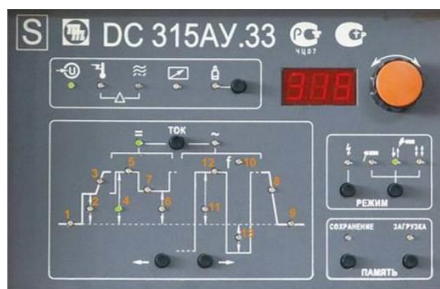 S DC 315АУ.33
U
318
ТОК
= ~
5 12 f 10
3 7 8
1 2 4 6 11 9
13
РЕЖИМ
СОХРАНЕНИЕ ЗАГРУЗКА
ПАМЯТЬ